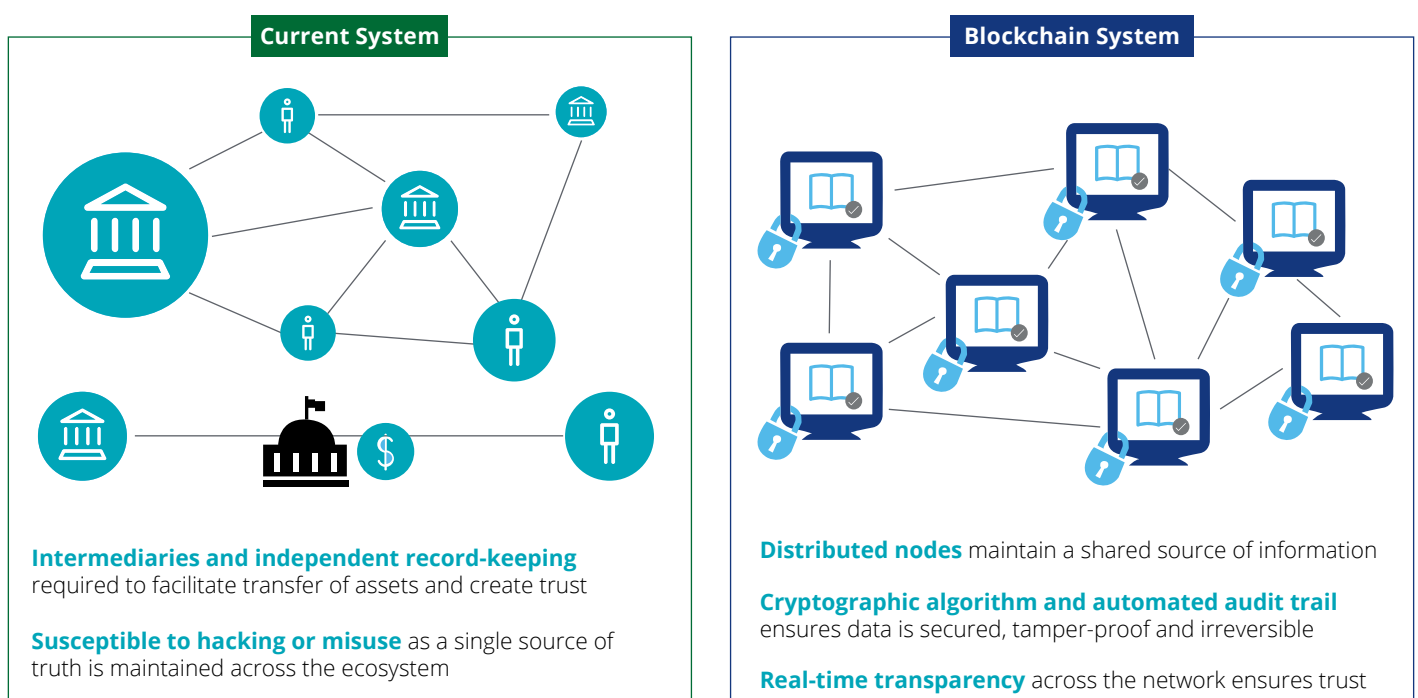 Current System
$
Intermediaries and independent record-keeping
required to facilitate transfer of assets and create trust
Susceptible to hacking or misuse as a single source of
truth is maintained across the ecosystem
Blockchain System
Distributed nodes maintain a shared source of information
Cryptographic algorithm and automated audit trail
ensures data is secured, tamper-proof and irreversible
Real-time transparency across the network ensures trust